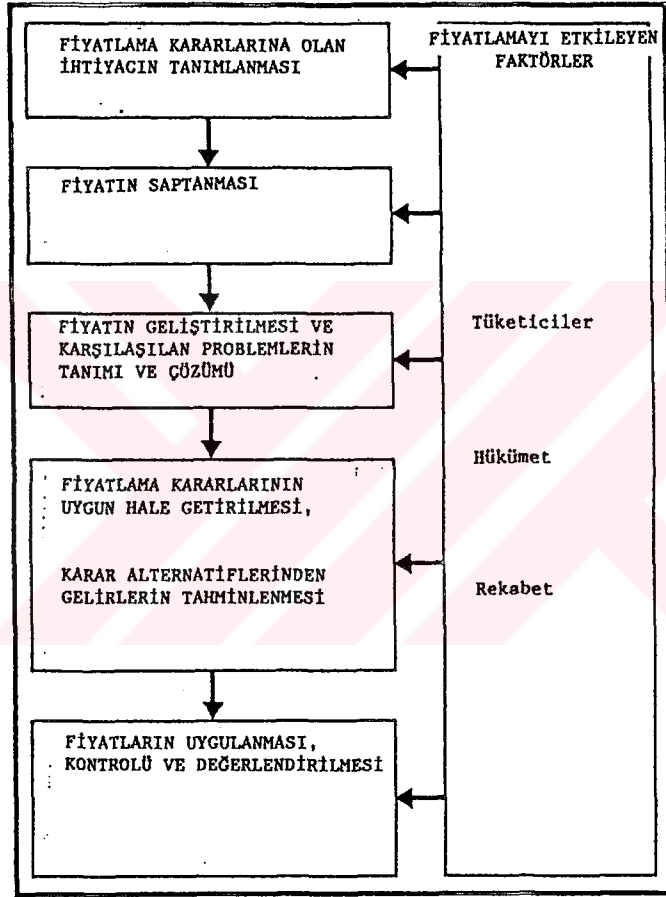 FİYATLAMA KARARLARINA OLAN
İHTİYACIN TANIMLANMASI
FİYATIN SAPTANMASI
FİYATIN GELİŞTİRİLMESİ VE
KARŞILAŞILAN PROBLEMLERİN
TANIMI VE ÇÖZÜMÜ
FİYATLAMA KARARLARININ
UYGUN HALE GETİRİLMESİ,
KARAR ALTERNATİFLERİNDEN
GELİRLERİN TAHMİNLENMESİ
FİYATLARIN UYGULANMASI,
KONTROLÜ VE DEĞERLENDİRİLMESİ
FİYATLAMAYI ETKİLEYEN
FAKTÖRLER
Tüketiciler
Hükümet
Rekabet